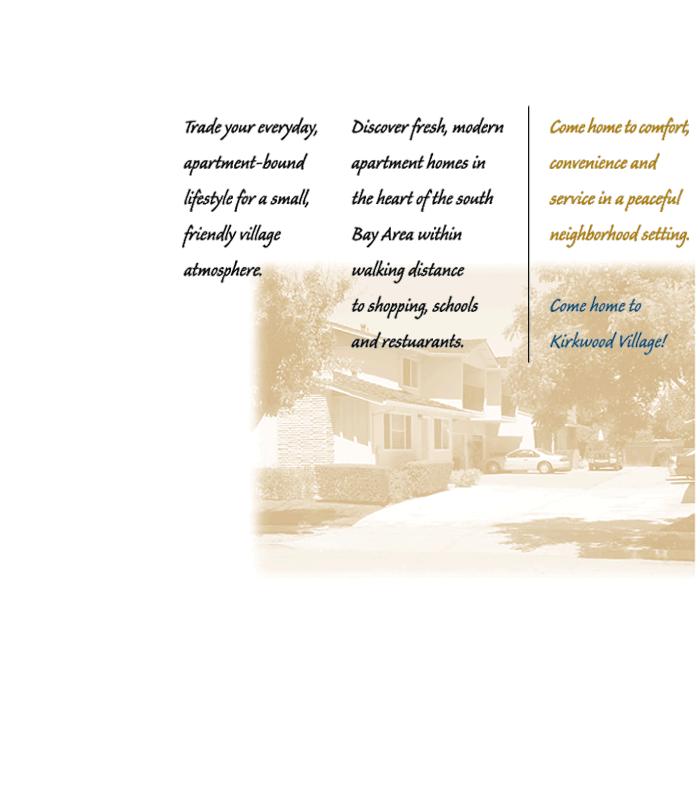 Trade your everyday,
apartment-bound
lifestyle for a small,
friendly village
atmosphere.
Discover fresh, modern
apartment homes in
the heart of the south
Bay Area within
walking distance
to shopping, schools
and restuarants.
Come home to comfort,
convenience and
service in a peaceful
neighborhood setting.
Come home to
Kirkwood Village!